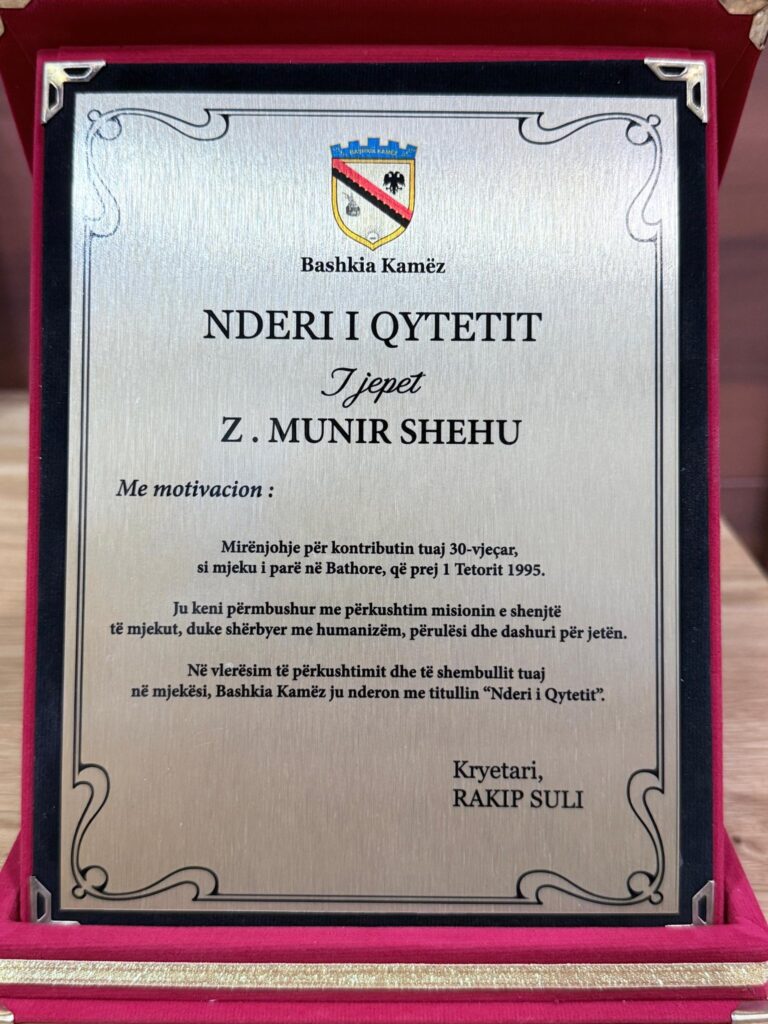 BASHKIA KAMËZ
Bashkia Kamëz
NDERI I QYTETIT
I jepet
Z . MUNIR SHEHU
Me motivacion :
Mirënjohje për kontributin tuaj 30-vjeçar,
si mjeku i parë në Bathore, që prej 1 Tetorit 1995.
Ju keni përmbushur me përkushtim misionin e shenjtë
të mjekut, duke shërbyer me humanizëm, përulësi dhe dashuri për jetën.
Në vlerësim të përkushtimit dhe të shembullit tuaj
në mjekësi, Bashkia Kamëz ju nderon me titullin “Nderi i Qytetit”.
Kryetari,
RAKIP SULI